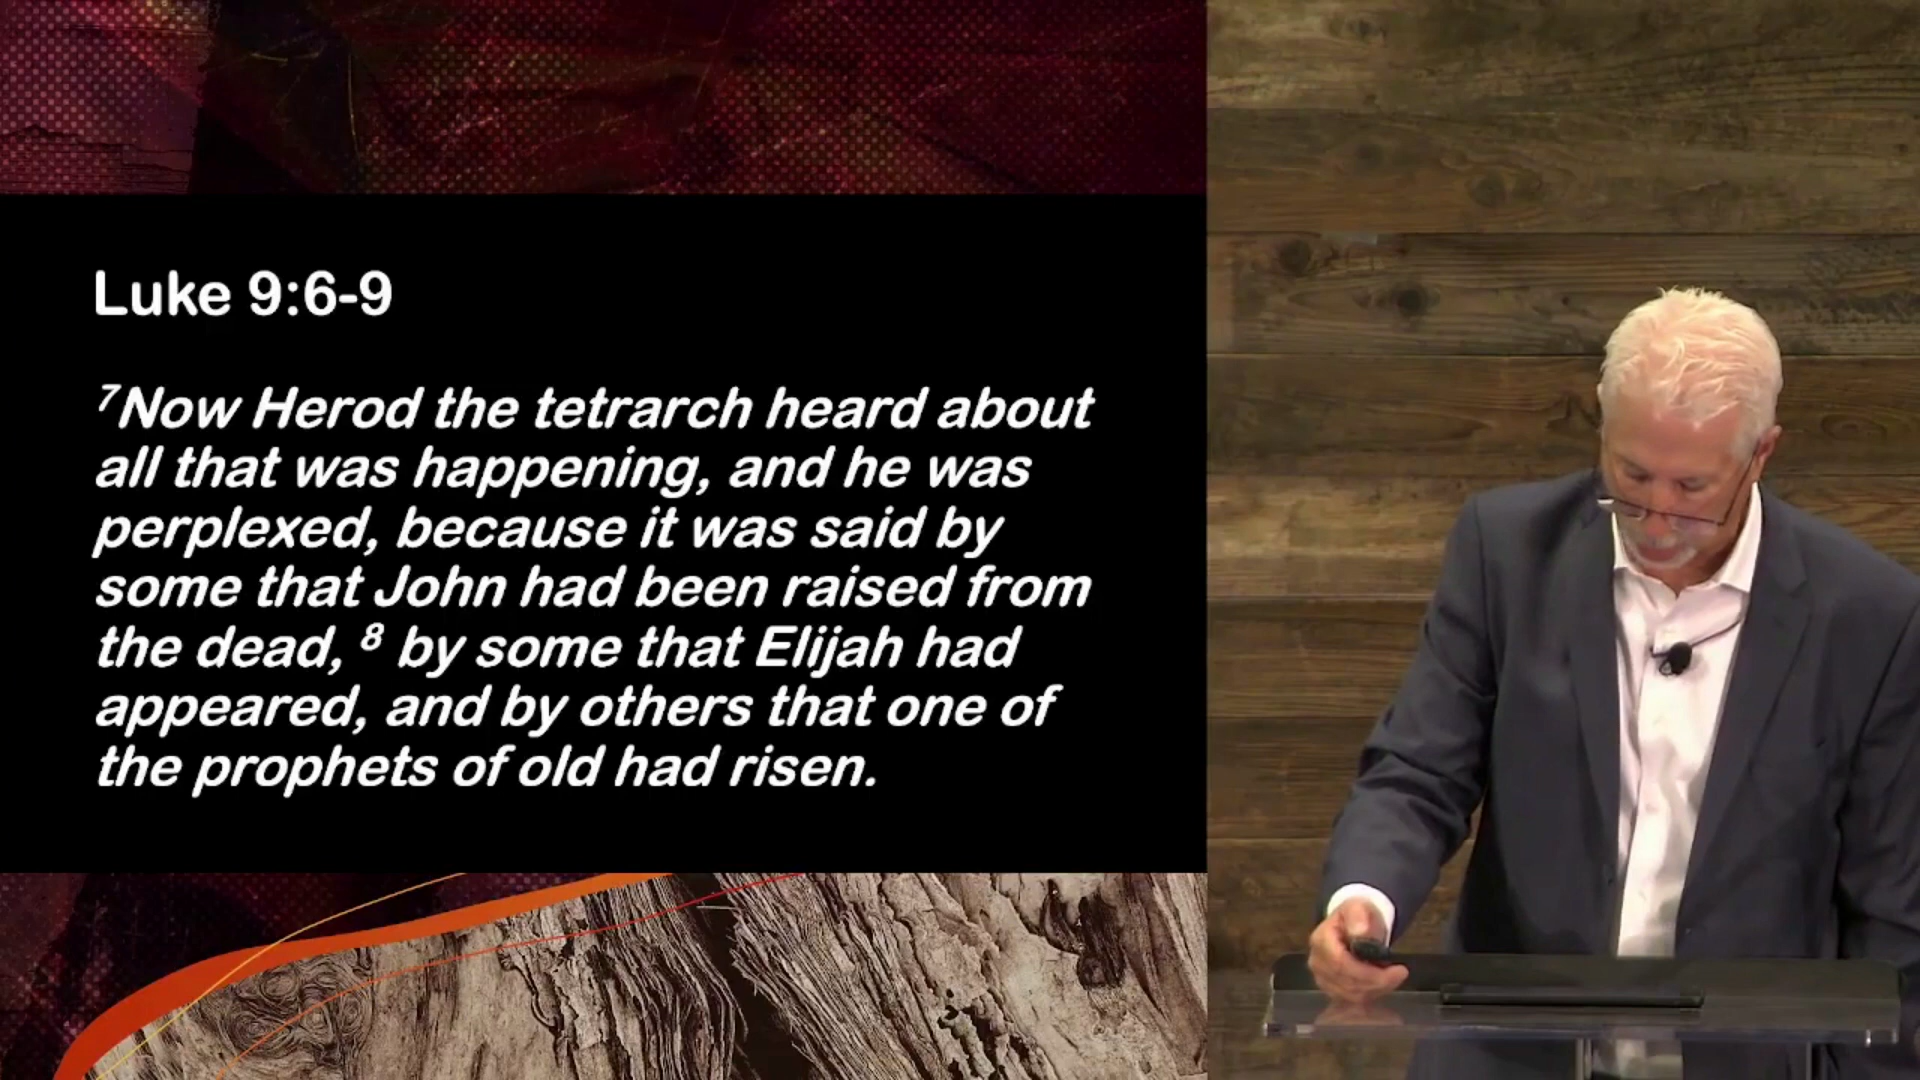 Luke 9:6-9
⁷Now Herod the tetrarch heard about
all that was happening, and he was
perplexed, because it was said by
some that John had been raised from
the dead, ⁸ by some that Elijah had
appeared, and by others that one of
the prophets of old had risen.